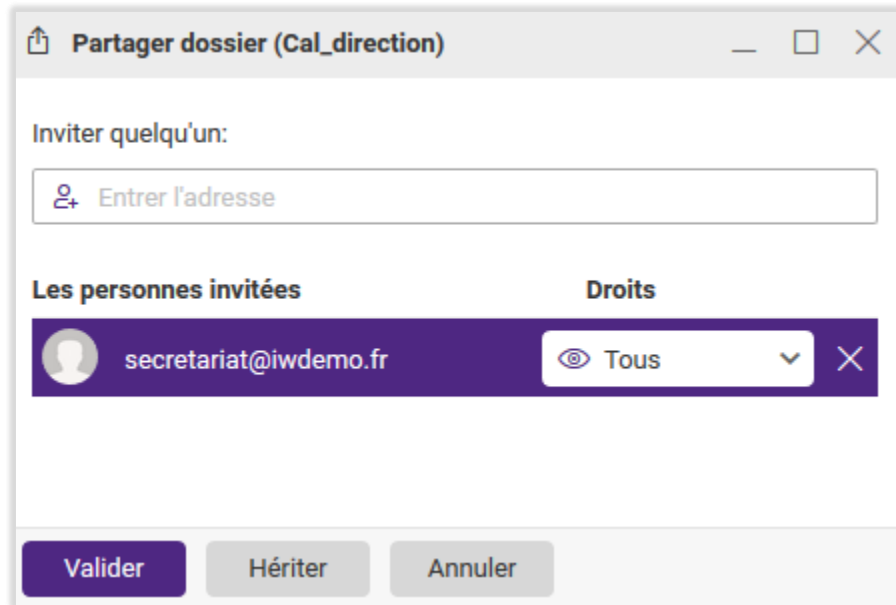 Partager dossier (Cal_direction)
Inviter quelqu'un:
Entrer l'adresse
Les personnes invitées Droits
secretariat@iwdemo.fr Tous
Valider Hériter Annuler